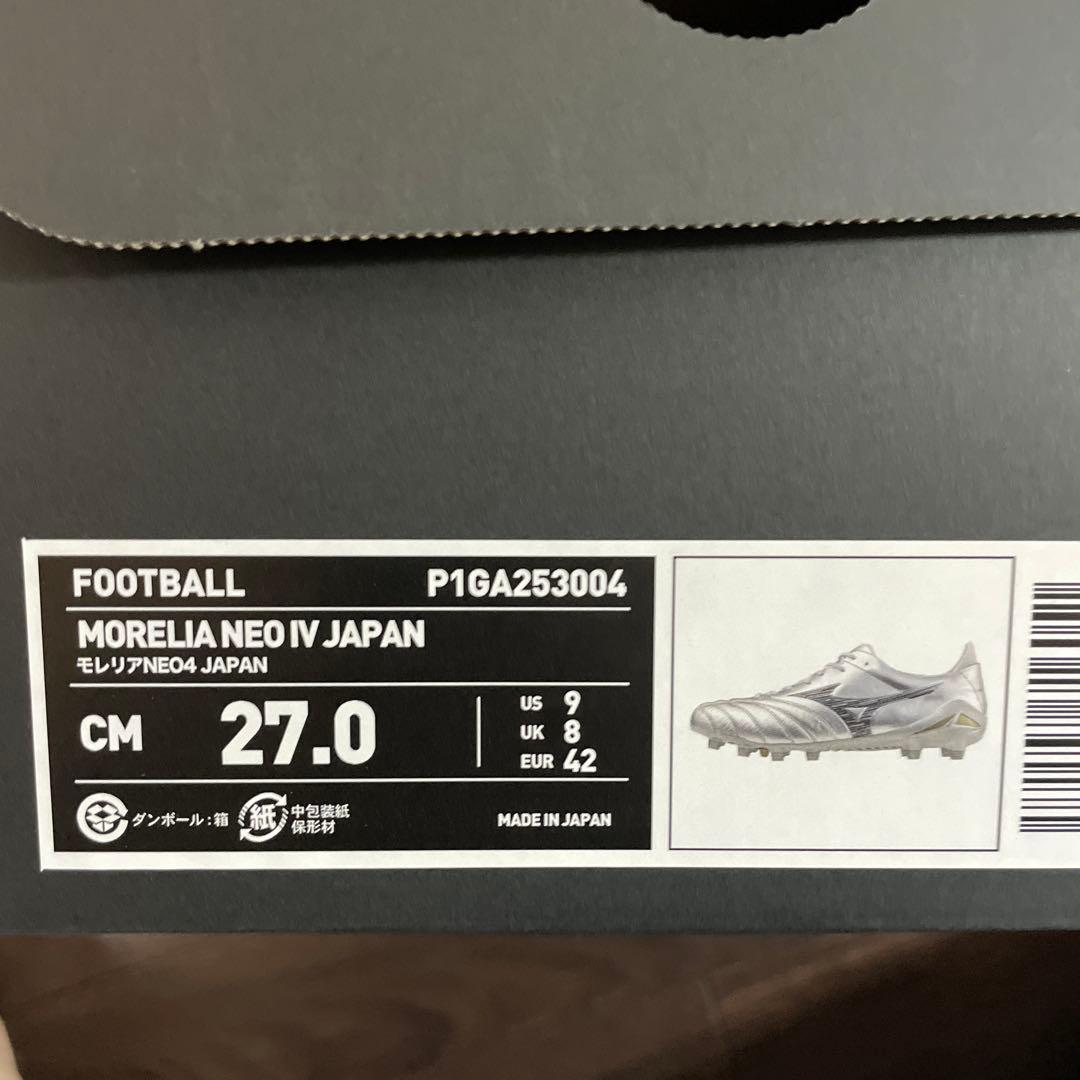 FOOTBALL P1GA253004
MORELIA NEO IV JAPAN
モレリアNEO4 JAPAN
CM 27.0
US 9
UK 8
EUR 42
ダンボール:箱
紙
中包装紙
保形材
MADE IN JAPAN